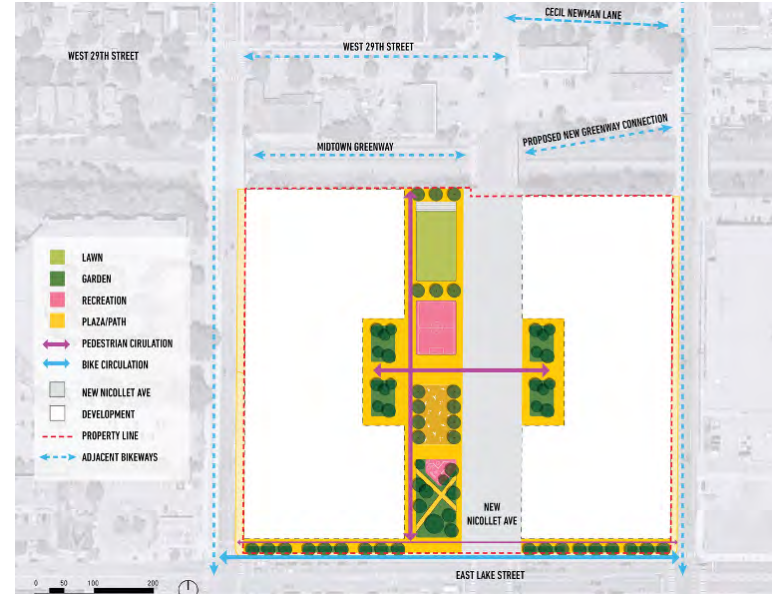 CECIL NEWMAN LANE
WEST 29TH STREET
WEST 29TH STREET
MIDTOWN GREENWAY
PROPOSED NEW GREENWAY CONNECTION
LAWN
GARDEN
RECREATION
PLAZA/PATH
PEDESTRIAN CIRULATION
BIKE CIRCULATION
NEW NICOLLET AVE
DEVELOPMENT
PROPERTY LINE
ADJACENT BIKEWAYS
NEW
NICOLLET AVE
EAST LAKE STREET
0 50 100 200